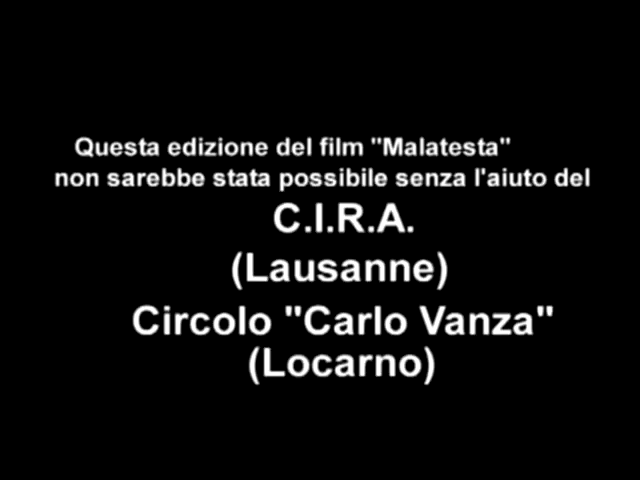 Questa edizione del film "Malatesta"
non sarebbe stata possibile senza l'aiuto del
C.I.R.A.
(Lausanne)
Circolo "Carlo Vanza"
(Locarno)